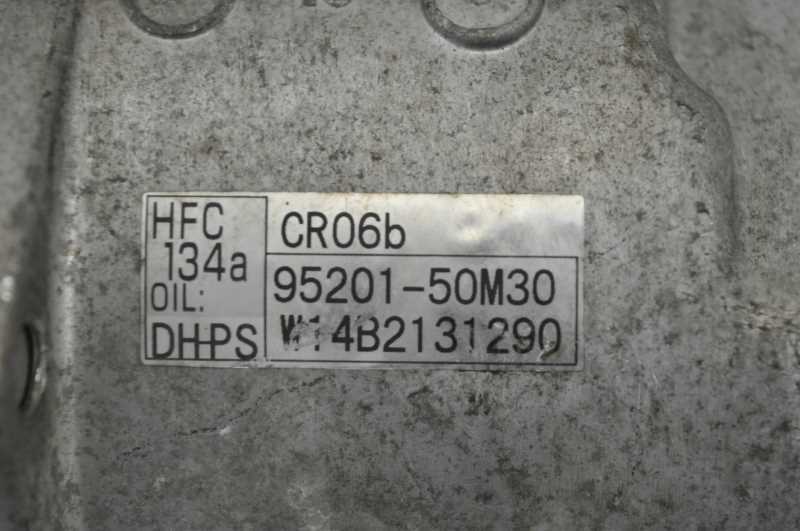 HFC
134a
OIL:
DH-PS
CR06b
95201-50M30
W14B2131290